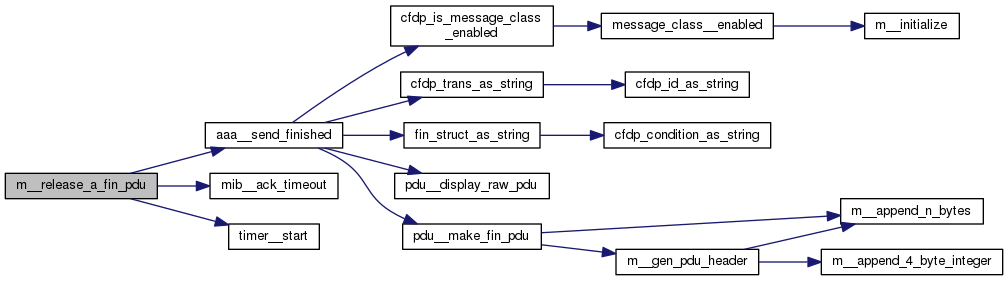 m__release_a_fin_pdu
aaa__send_finished
mib__ack_timeout
timer__start
cfdp_is_message_class
_enabled
cfdp_trans_as_string
fin_struct_as_string
pdu__display_raw_pdu
pdu__make_fin_pdu
message_class__enabled
m__initialize
cfdp_id_as_string
cfdp_condition_as_string
m__gen_pdu_header
m__append_n_bytes
m__append_4_byte_integer